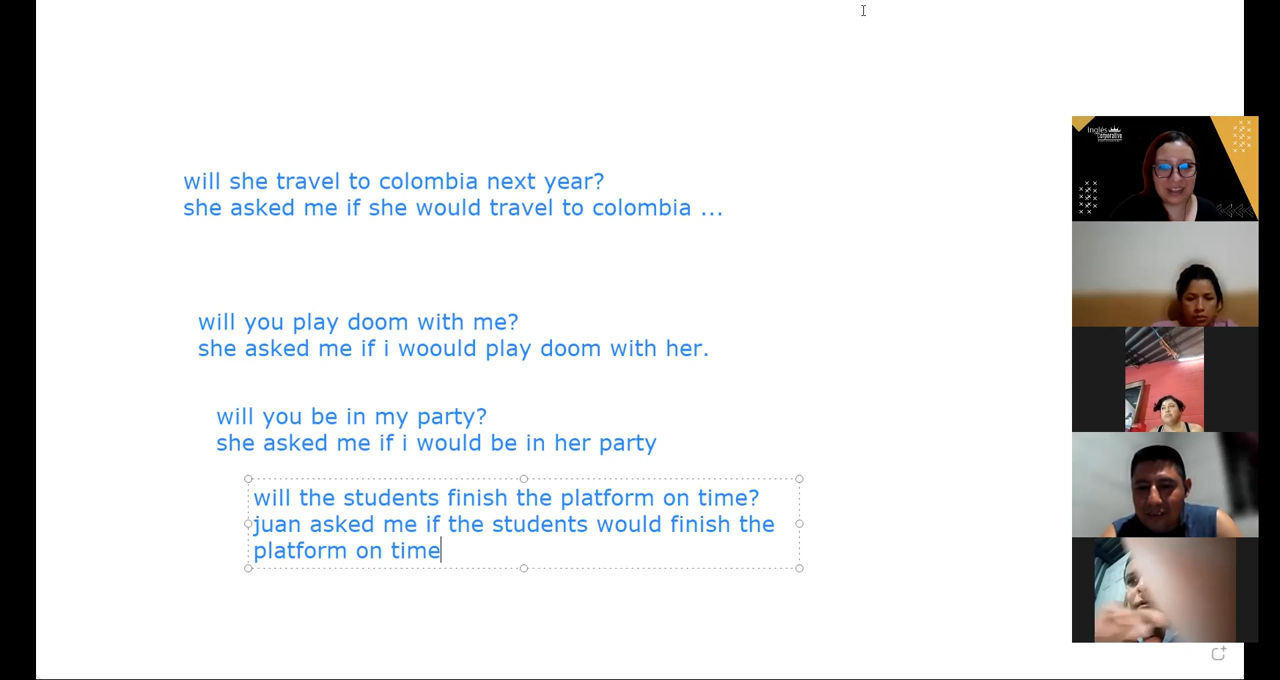 will she travel to colombia next year?
she asked me if she would travel to colombia ...
will you play doom with me?
she asked me if i woould play doom with her.
will you be in my party?
she asked me if i would be in her party
will the students finish the platform on time?
juan asked me if the students would finish the
platform on time
Inglés
Corporativo